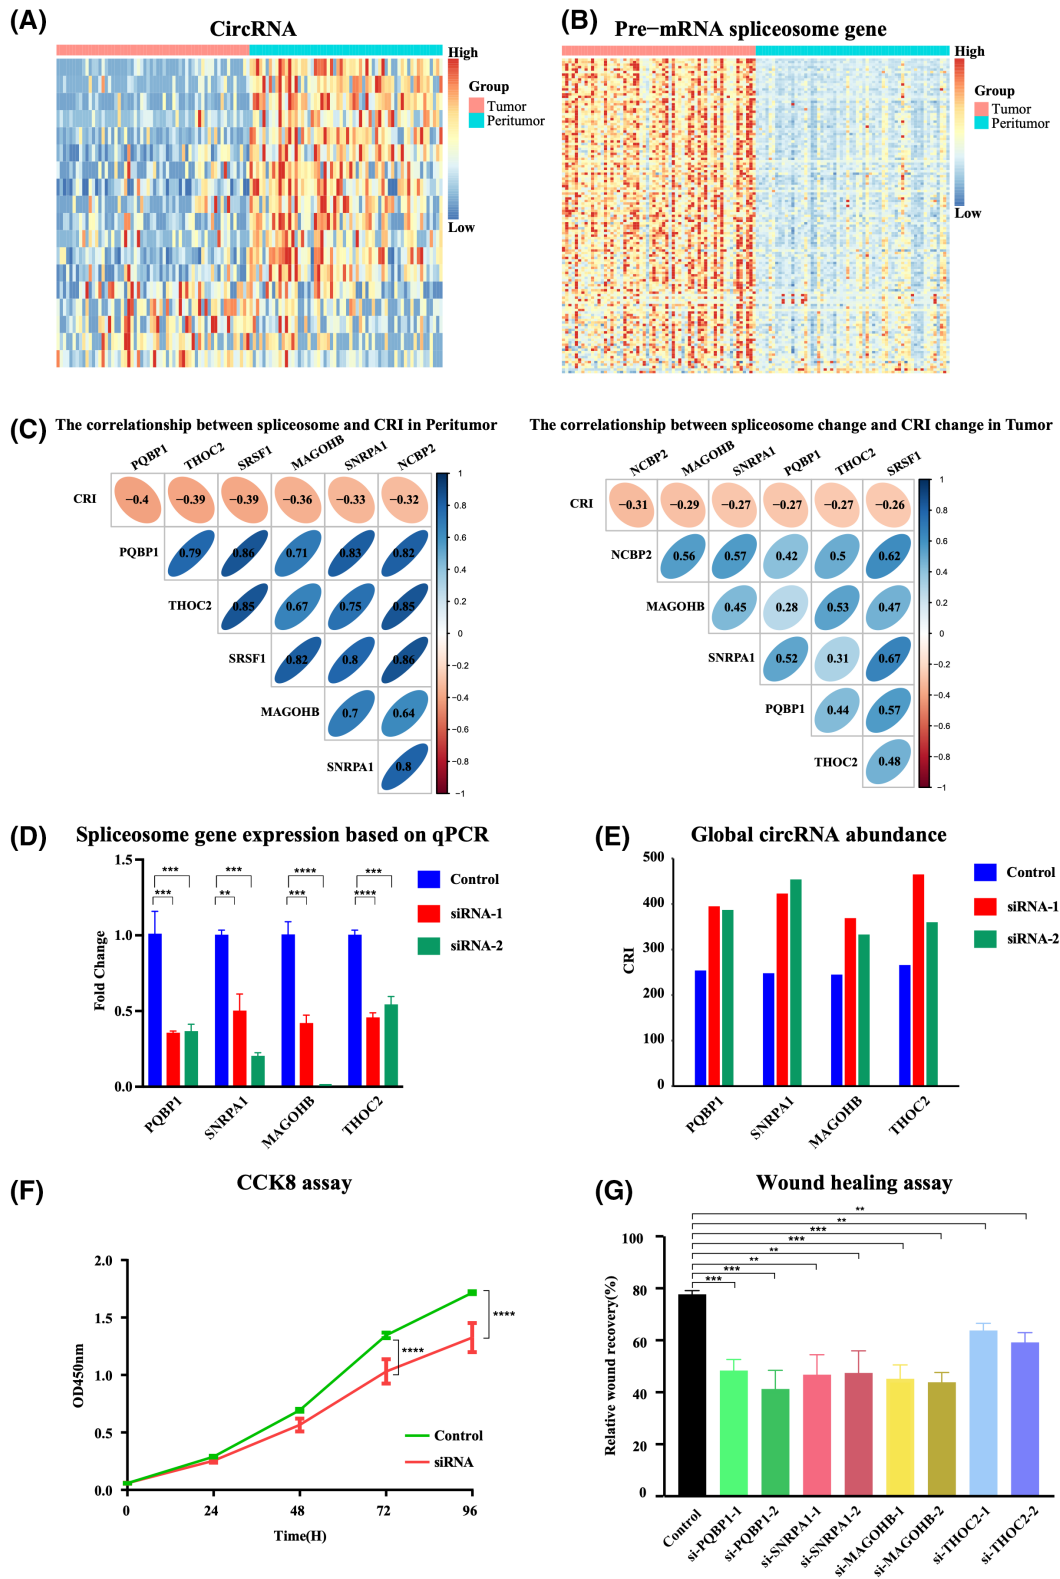 (A)
CircRNA
High
Group
Tumor
Peritumor
Low
(B)
Pre−mRNA spliceosome gene
High
Group
Tumor
Peritumor
Low
(C)
The correlationship between spliceosome and CRI in Peritumor
PQBP1 THOC2 SRSF1 MAGOHB SNRPA1 NCBP2
CRI −0.4 −0.39 −0.39 −0.36 −0.33 −0.32
PQBP1 0.79 0.86 0.71 0.83 0.82
THOC2 0.85 0.67 0.75 0.85
SRSF1 0.82 0.8 0.86
MAGOHB 0.7 0.64
SNRPA1 0.8
1
0.8
0.6
0.4
0.2
0
−0.2
−0.4
−0.6
−0.8
−1
The correlationship between spliceosome change and CRI change in Tumor
NCBP2 MAGOHB SNRPA1 PQBP1 THOC2 SRSF1
CRI −0.31 −0.29 −0.27 −0.27 −0.27 −0.26
NCBP2 0.56 0.57 0.42 0.5 0.62
MAGOHB 0.45 0.28 0.53 0.47
SNRPA1 0.52 0.31 0.67
PQBP1 0.44 0.57
THOC2 0.48
1
0.8
0.6
0.4
0.2
0
−0.2
−0.4
−0.6
−0.8
−1
(D)
Spliceosome gene expression based on qPCR
Fold Change
1.5
1.0
0.5
0.0
*** *** **** ***
*** ** *** ****
PQBP1 SNRPA1 MAGOHB THOC2
Control
siRNA-1
siRNA-2
(E)
Global circRNA abundance
CRI
500
400
300
200
100
0
PQBP1 SNRPA1 MAGOHB THOC2
Control
siRNA-1
siRNA-2
(F)
CCK8 assay
OD450nm
2.0
1.5
1.0
0.5
0.0
****
****
Control
siRNA
0 24 48 72 96
Time(H)
(G)
Wound healing assay
Relative wound recovery(%)
100
80
60
40
20
0
**
**
***
***
**
**
***
***
Control si-PQBP1-1 si-PQBP1-2 si-SNRPA1-1 si-SNRPA1-2 si-MAGOHB-1 si-MAGOHB-2 si-THOC2-1 si-THOC2-2